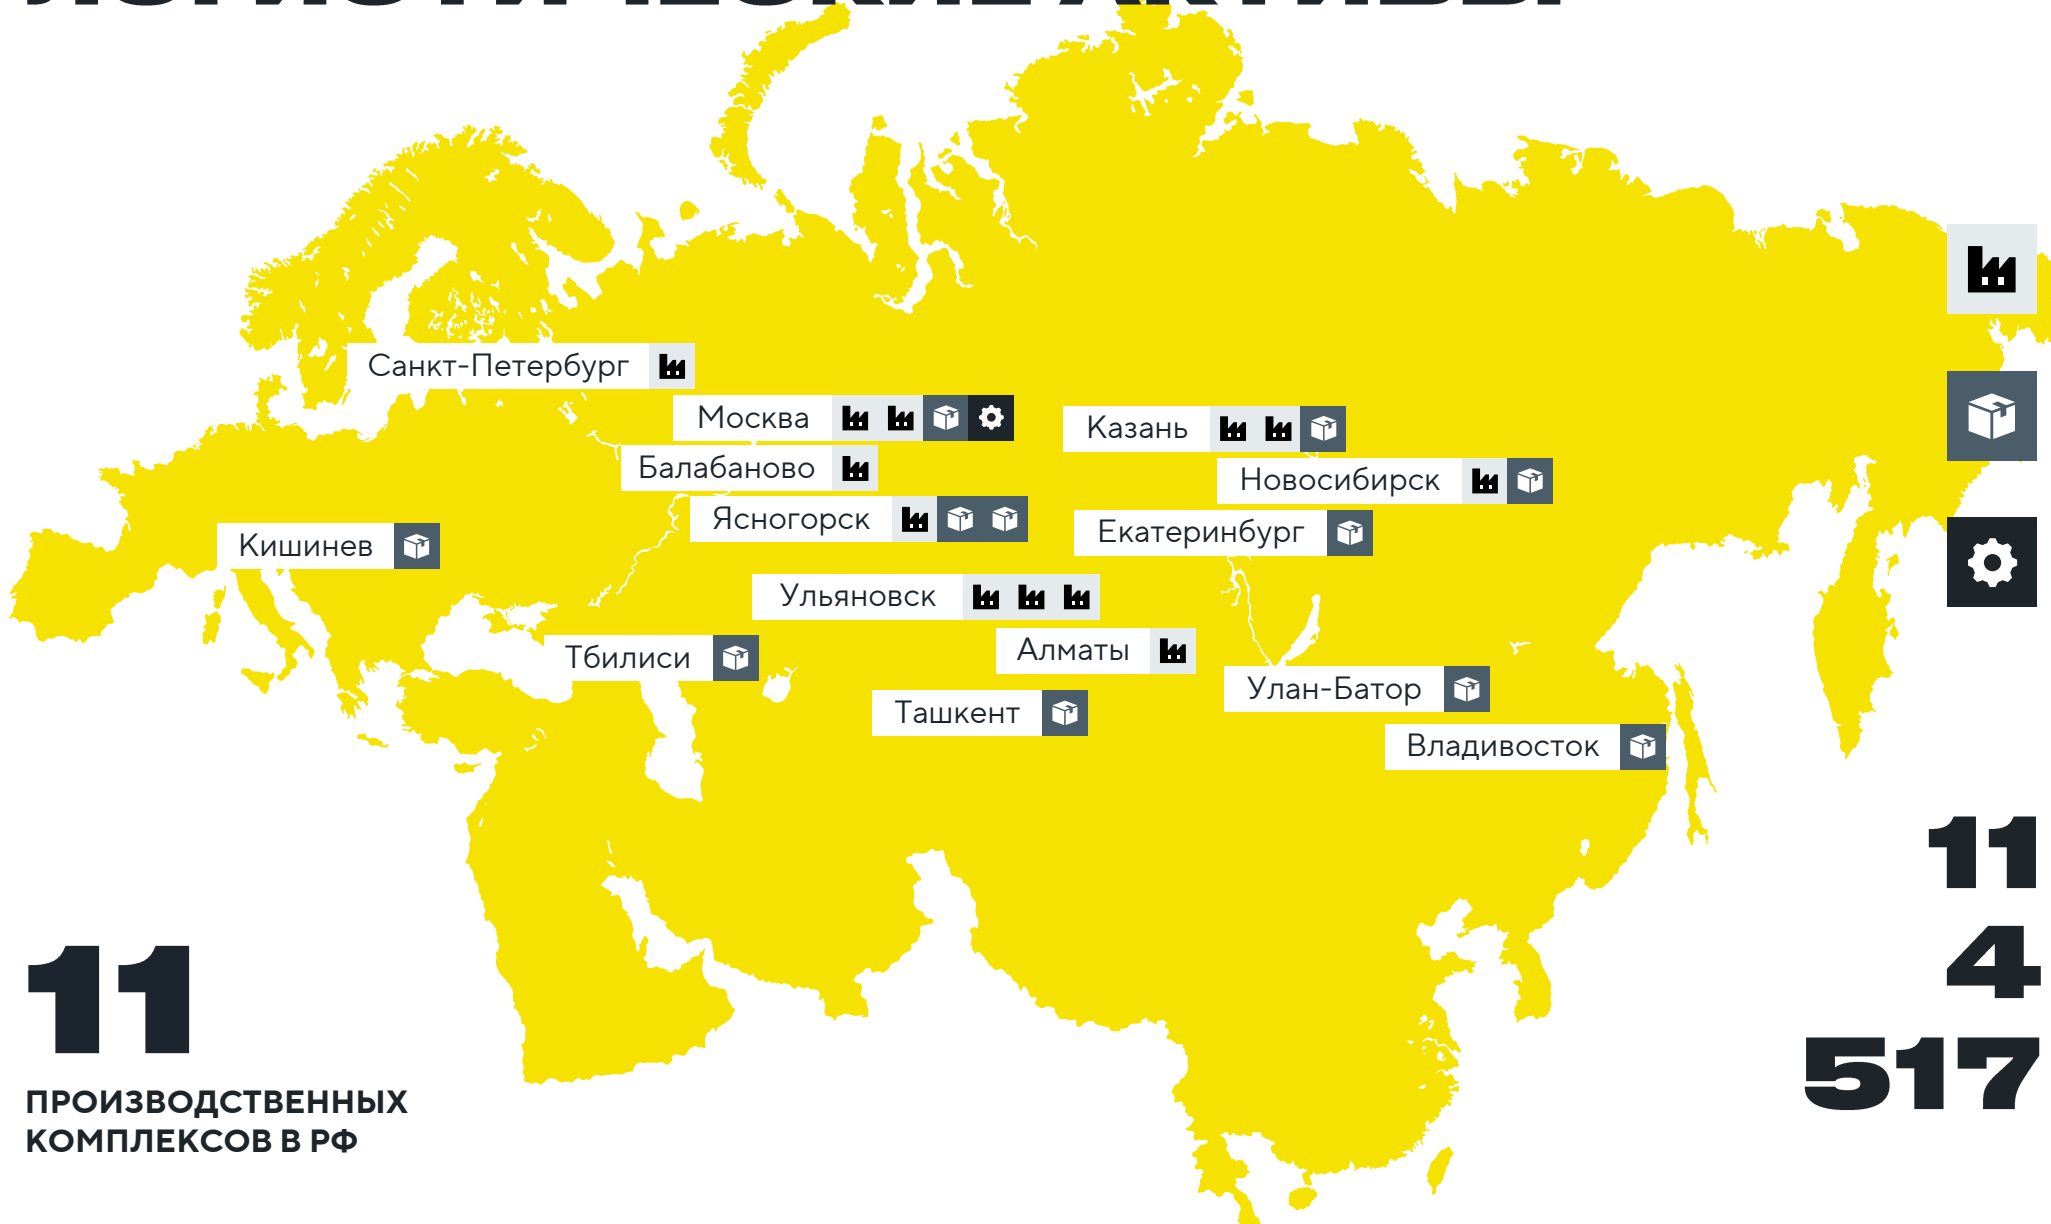 Санкт-Петербург
Москва
Казань
Балабаново
Новосибирск
Ясногорск
Екатеринбург
Кишинев
Ульяновск
Тбилиси
Алматы
Улан-Батор
Ташкент
Владивосток
11
4
517
11
ПРОИЗВОДСТВЕННЫХ
КОМПЛЕКСОВ В РФ